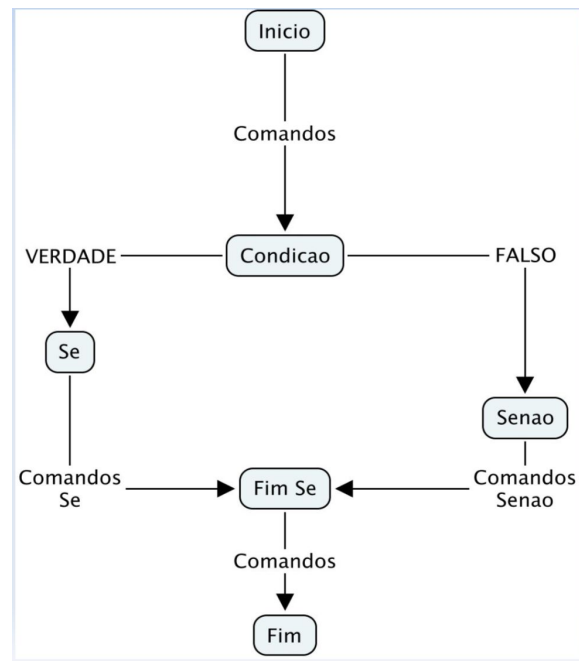 Inicio
Comandos
VERDADE
Condicao
FALSO
Se
Senao
Comandos
Se
Fim Se
Comandos
Senao
Comandos
Fim